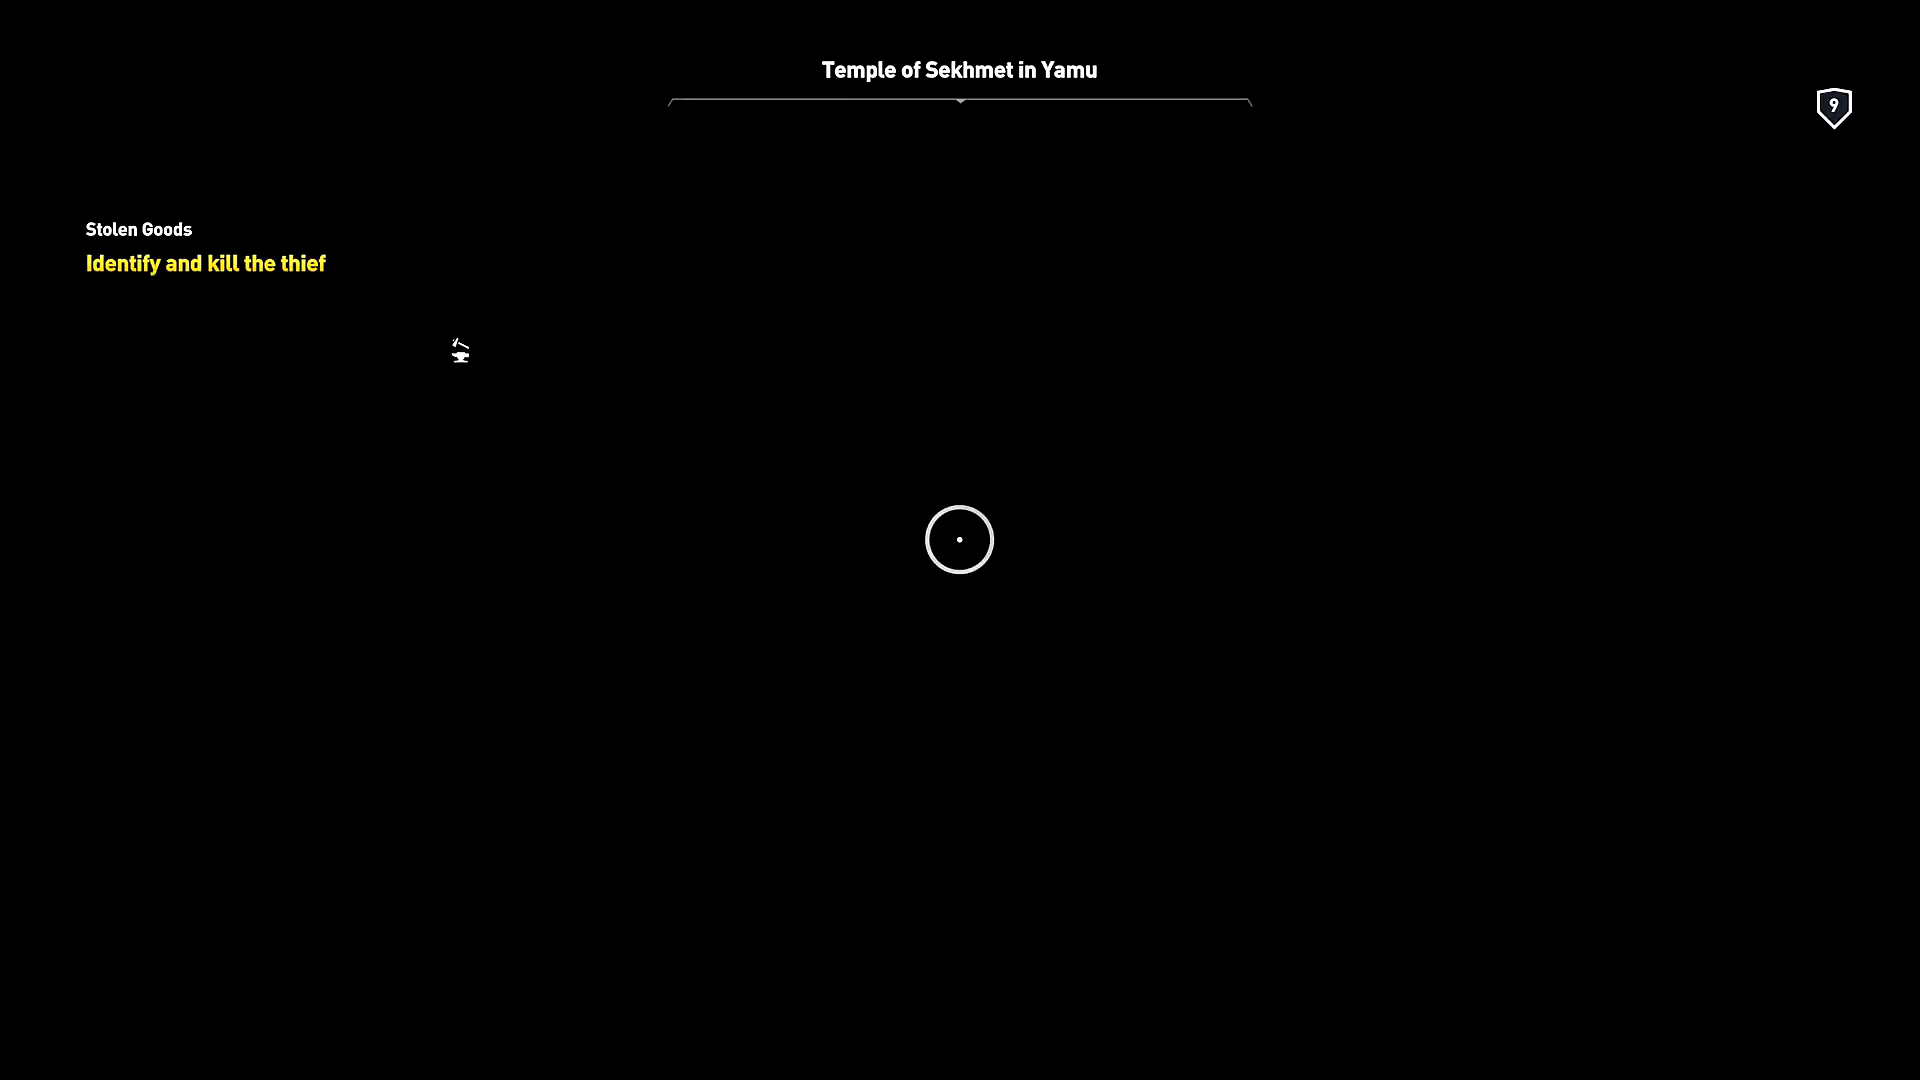 Temple of Sekhmet in Yamu
9
Stolen Goods
Identify and kill the thief